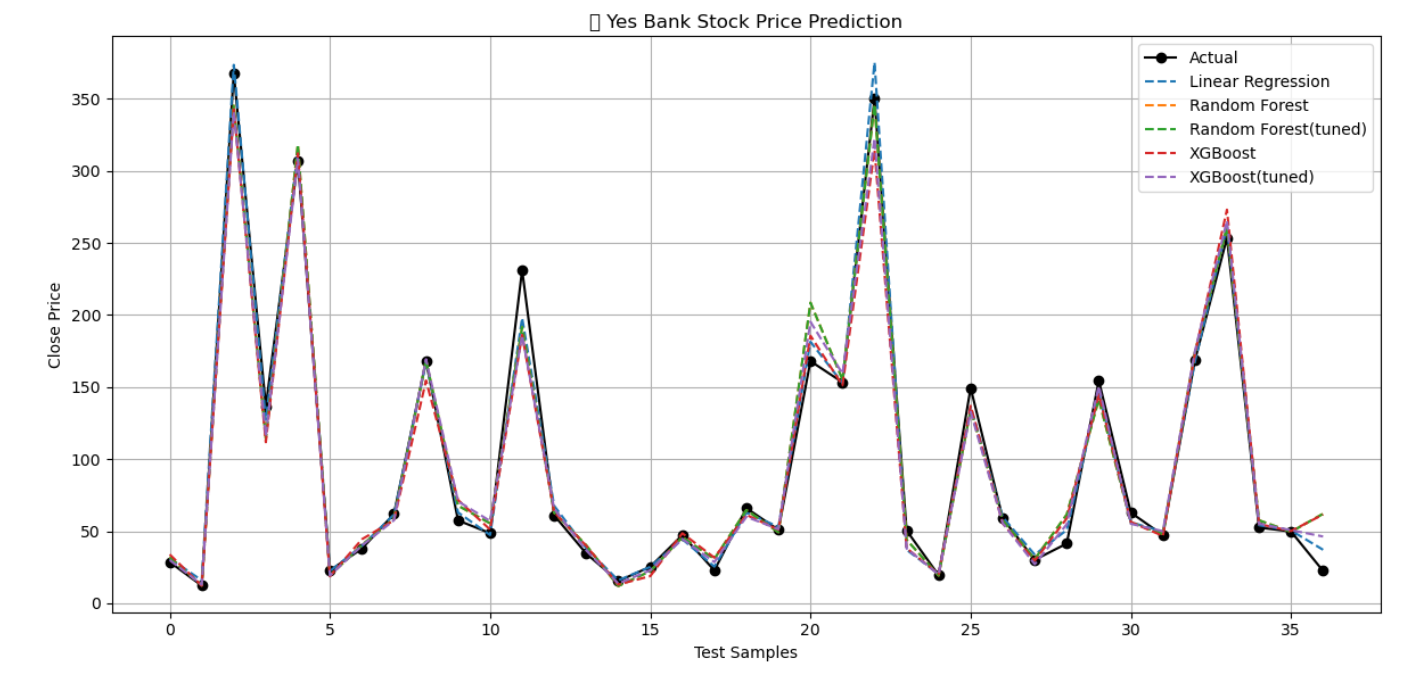 ▯ Yes Bank Stock Price Prediction
Actual
Linear Regression
Random Forest
Random Forest(tuned)
XGBoost
XGBoost(tuned)
Close Price
350
300
250
200
150
100
50
0
0 5 10 15 20 25 30 35
Test Samples